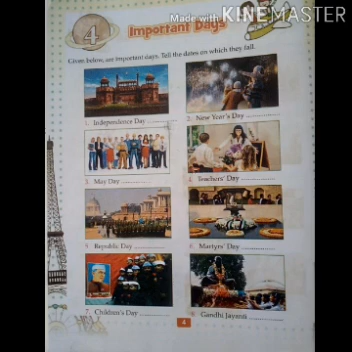 Made with KINEMASTER
4
Important Days
Given below, are important days. Tell the dates on which they fall.
1. Independence Day ............
2. New Year's Day ............
3. May Day ............
4. Teachers' Day ............
5. Republic Day ............
6. Martyrs' Day ............
7. Children's Day ............
8. Gandhi Jayanti ............
4